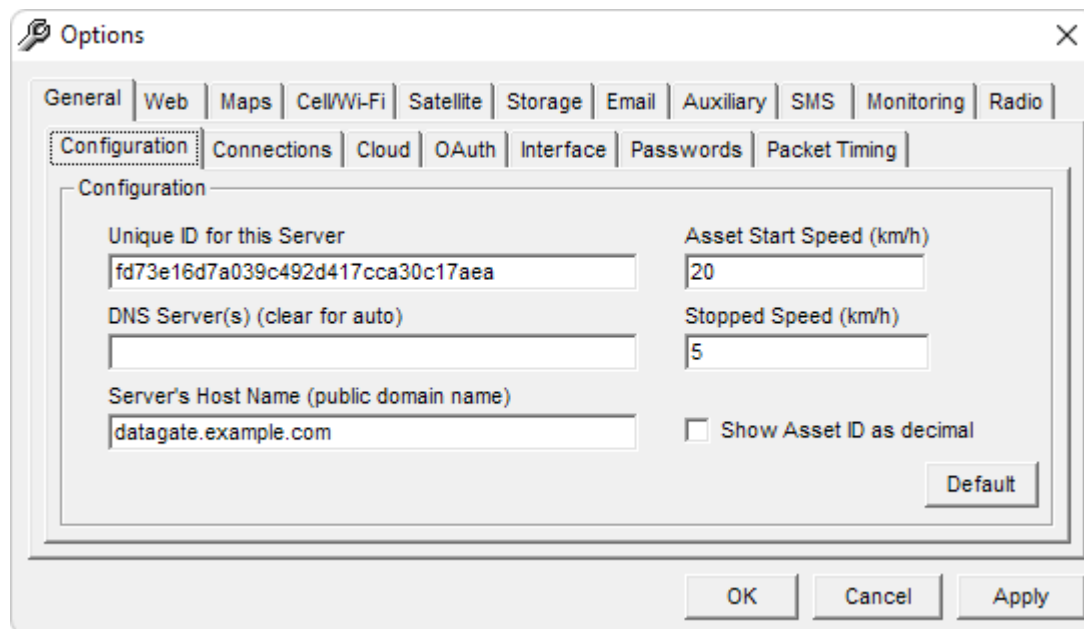 Options
General Web Maps Cell/Wi-Fi Satellite Storage Email Auxiliary SMS Monitoring Radio
Configuration Connections Cloud OAuth Interface Passwords Packet Timing
Configuration
Unique ID for this Server Asset Start Speed (km/h)
fd73e16d7a039c492d417cca30c17aea 20
DNS Server(s) (clear for auto) Stopped Speed (km/h)
5
Server's Host Name (public domain name)
datagate.example.com Show Asset ID as decimal
Default
OK Cancel Apply